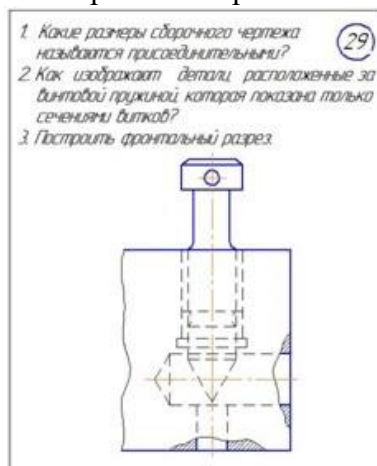 1. Какие размеры сборочного чертежа
называются присоединительными?
29
2. Как изображают детали, расположенные за
винтовой пружиной, которая показана только
сечениями витков?
3. Построить фронтальный разрез.